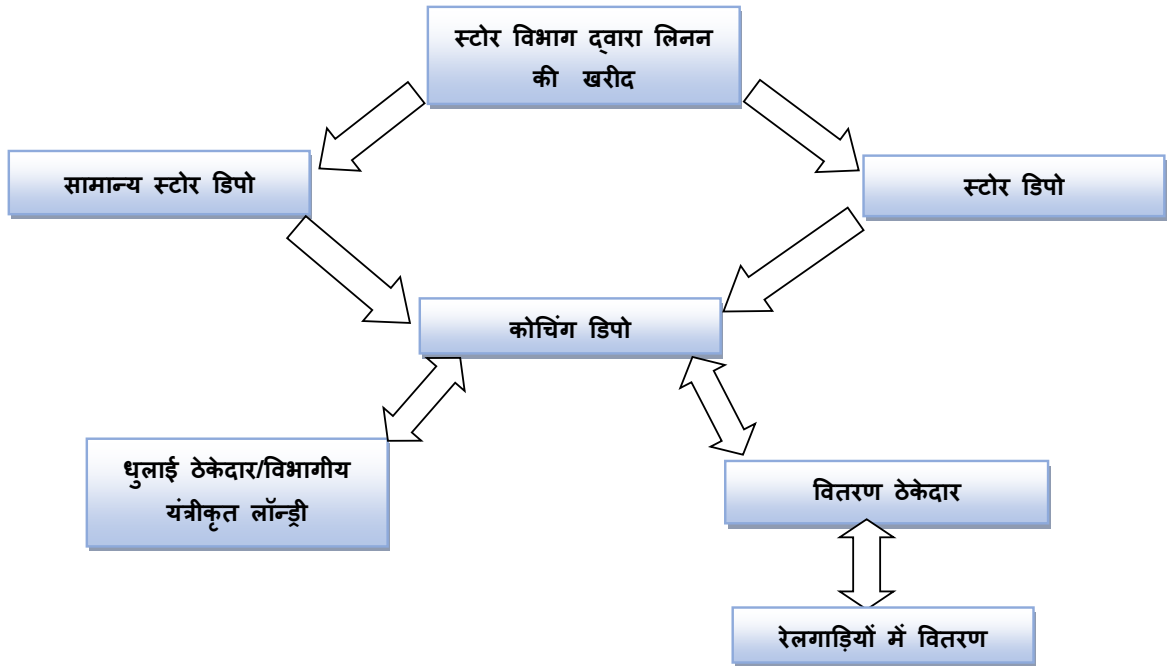 स्टोर विभाग द्वारा लिनन
की खरीद
सामान्य स्टोर डिपो
स्टोर डिपो
कोचिंग डिपो
धुलाई ठेकेदार/विभागीय
यंत्रीकृत लॉन्ड्री
वितरण ठेकेदार
रेलगाड़ियों में वितरण